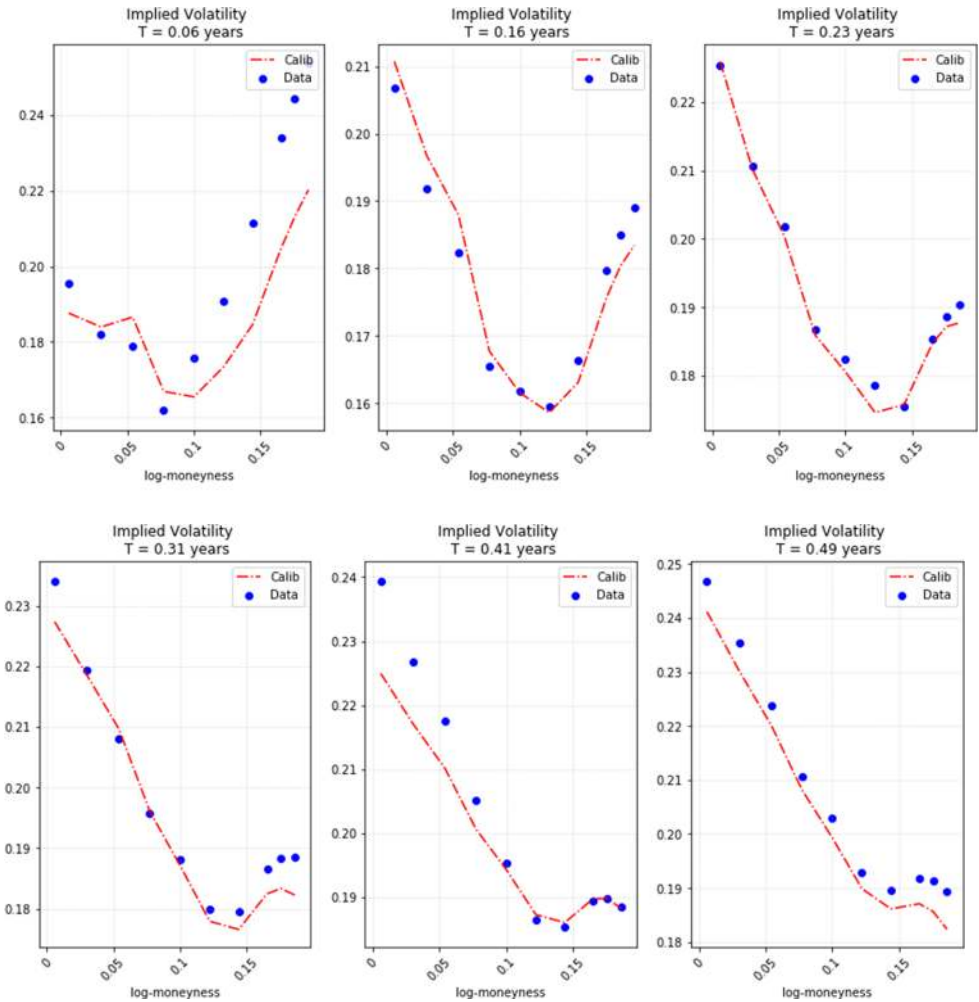 Implied Volatility
T = 0.06 years
Calib
Data
0.24
0.22
0.20
0.18
0.16
0
0.05
0.1
0.15
log-moneyness
Implied Volatility
T = 0.16 years
Calib
Data
0.21
0.20
0.19
0.18
0.17
0.16
0
0.05
0.1
0.15
log-moneyness
Implied Volatility
T = 0.23 years
Calib
Data
0.22
0.21
0.20
0.19
0.18
0
0.05
0.1
0.15
log-moneyness
Implied Volatility
T = 0.31 years
Calib
Data
0.23
0.22
0.21
0.20
0.19
0.18
0
0.05
0.1
0.15
log-moneyness
Implied Volatility
T = 0.41 years
Calib
Data
0.24
0.23
0.22
0.21
0.20
0.19
0
0.05
0.1
0.15
log-moneyness
Implied Volatility
T = 0.49 years
Calib
Data
0.25
0.24
0.23
0.22
0.21
0.20
0.19
0.18
0
0.05
0.1
0.15
log-moneyness